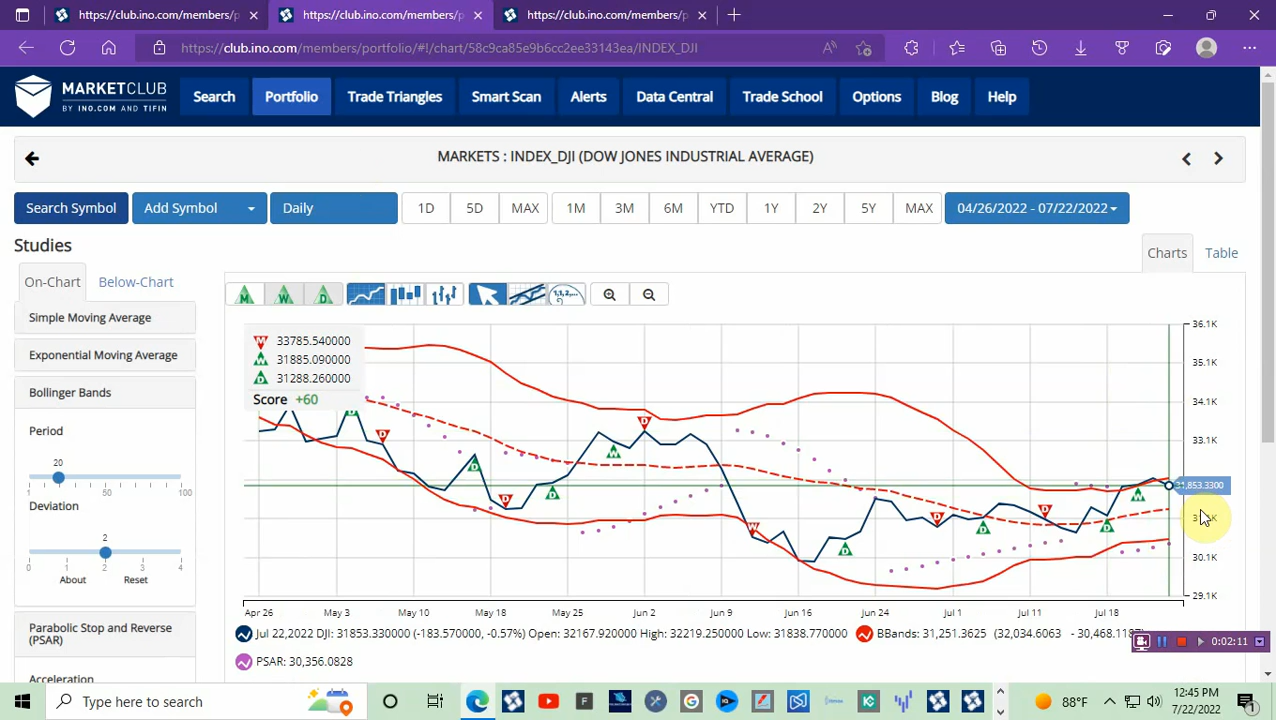 https://club.ino.com/members/p
https://club.ino.com/members/p
https://club.ino.com/members/p
https://club.ino.com/members/portfolio/#!/chart/58c9ca85e9b6cc2ee33143ea/INDEX_DJI
MARKETCLUB
BY INO.COM AND TIFIN
Search Portfolio Trade Triangles Smart Scan Alerts Data Central Trade School Options Blog Help
MARKETS : INDEX_DJI (DOW JONES INDUSTRIAL AVERAGE)
Search Symbol Add Symbol Daily 1D 5D MAX 1M 3M 6M YTD 1Y 2Y 5Y MAX 04/26/2022 - 07/22/2022
Studies
Charts Table
On-Chart Below-Chart
M W D 1,1,2,...
Simple Moving Average
Exponential Moving Average
Bollinger Bands
Period
20
1 50 100
Deviation
2
0 1 2 3 4
About Reset
Parabolic Stop and Reverse (PSAR)
Acceleration
M 33785.540000
W 31885.090000
D 31288.260000
Score +60
36.1K
35.1K
34.1K
33.1K
31,853.3300
30.1K
29.1K
Apr 26 May 3 May 10 May 18 May 25 Jun 2 Jun 9 Jun 16 Jun 24 Jul 1 Jul 11 Jul 18
Jul 22,2022 DJI: 31853.330000 (-183.570000, -0.57%) Open: 32167.920000 High: 32219.250000 Low: 31838.770000 BBands: 31,251.3625 (32,034.6063 - 30,468.1187)
PSAR: 30,356.0828
0:02:11
Type here to search
88°F
12:45 PM
7/22/2022
1